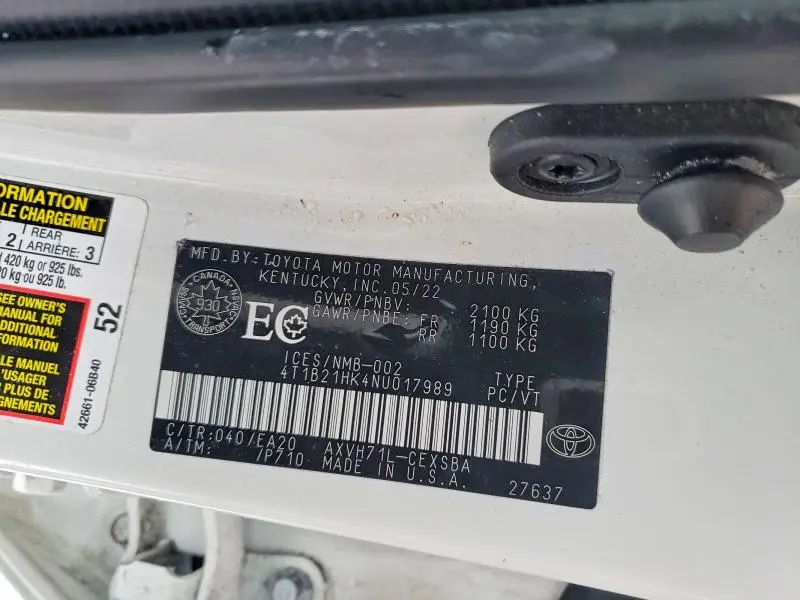 ORMATION
LE CHARGEMENT
2 REAR
ARRIÈRE: 3
420 kg or 925 lbs.
0 kg ou 925 lb.
SEE OWNER'S
MANUAL FOR
ADDITIONAL
INFORMATION
LE MANUEL
L'USAGER
PLUS DE
IGNEMENTS
52
42661-06B40
MFD. BY: TOYOTA MOTOR MANUFACTURING,
KENTUCKY, INC. 05/22
GVWR/PNBV: 2100 KG
GAWR/PNBE: FR 1190 KG
RR 1100 KG
CANADA
930
TRANSPORT
EC
ICES/NMB-002
4T1B21HK4NU017989
TYPE
PC/VT
C/TR: 040/EA20 AXVH71L-CEXSBA
A/TM: /P710 MADE IN U.S.A.
27637